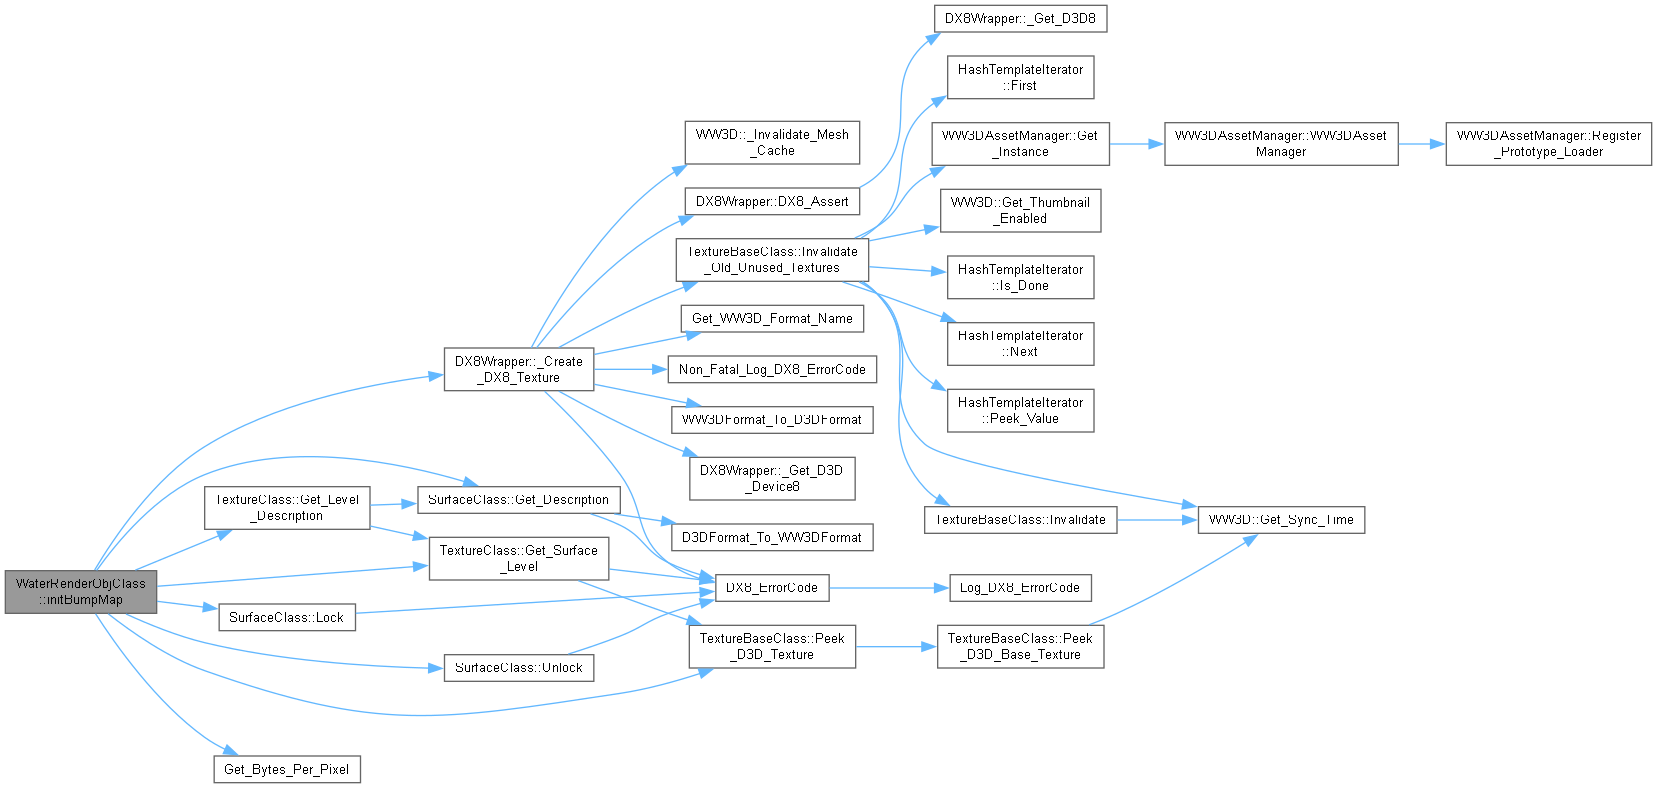 DX8Wrapper::_Get_D3D8
HashTemplateIterator
::First
WW3D::_Invalidate_Mesh
_Cache
WW3DAssetManager::Get
_Instance
WW3DAssetManager::WW3DAsset
Manager
WW3DAssetManager::Register
_Prototype_Loader
DX8Wrapper::DX8_Assert
WW3D::Get_Thumbnail
_Enabled
TextureBaseClass::Invalidate
_Old_Unused_Textures
HashTemplateIterator
::Is_Done
Get_WW3D_Format_Name
HashTemplateIterator
::Next
DX8Wrapper::_Create
_DX8_Texture
Non_Fatal_Log_DX8_ErrorCode
HashTemplateIterator
::Peek_Value
WW3DFormat_To_D3DFormat
DX8Wrapper::_Get_D3D
_Device8
TextureClass::Get_Level
_Description
SurfaceClass::Get_Description
TextureBaseClass::Invalidate
WW3D::Get_Sync_Time
D3DFormat_To_WW3DFormat
TextureClass::Get_Surface
_Level
WaterRenderObjClass
::initBumpMap
DX8_ErrorCode
Log_DX8_ErrorCode
SurfaceClass::Lock
TextureBaseClass::Peek
_D3D_Texture
TextureBaseClass::Peek
_D3D_Base_Texture
SurfaceClass::Unlock
Get_Bytes_Per_Pixel